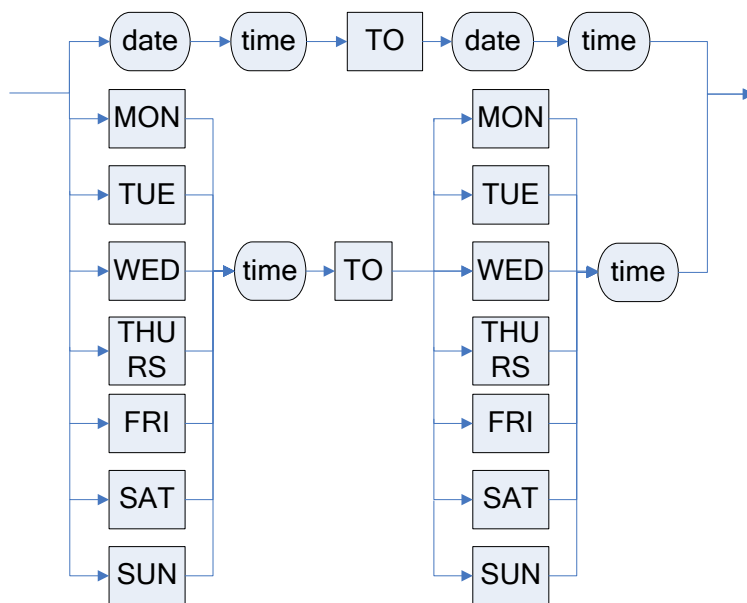 date time TO date time
MON MON
TUE TUE
WED time TO WED time
THU THU
RS RS
FRI FRI
SAT SAT
SUN SUN